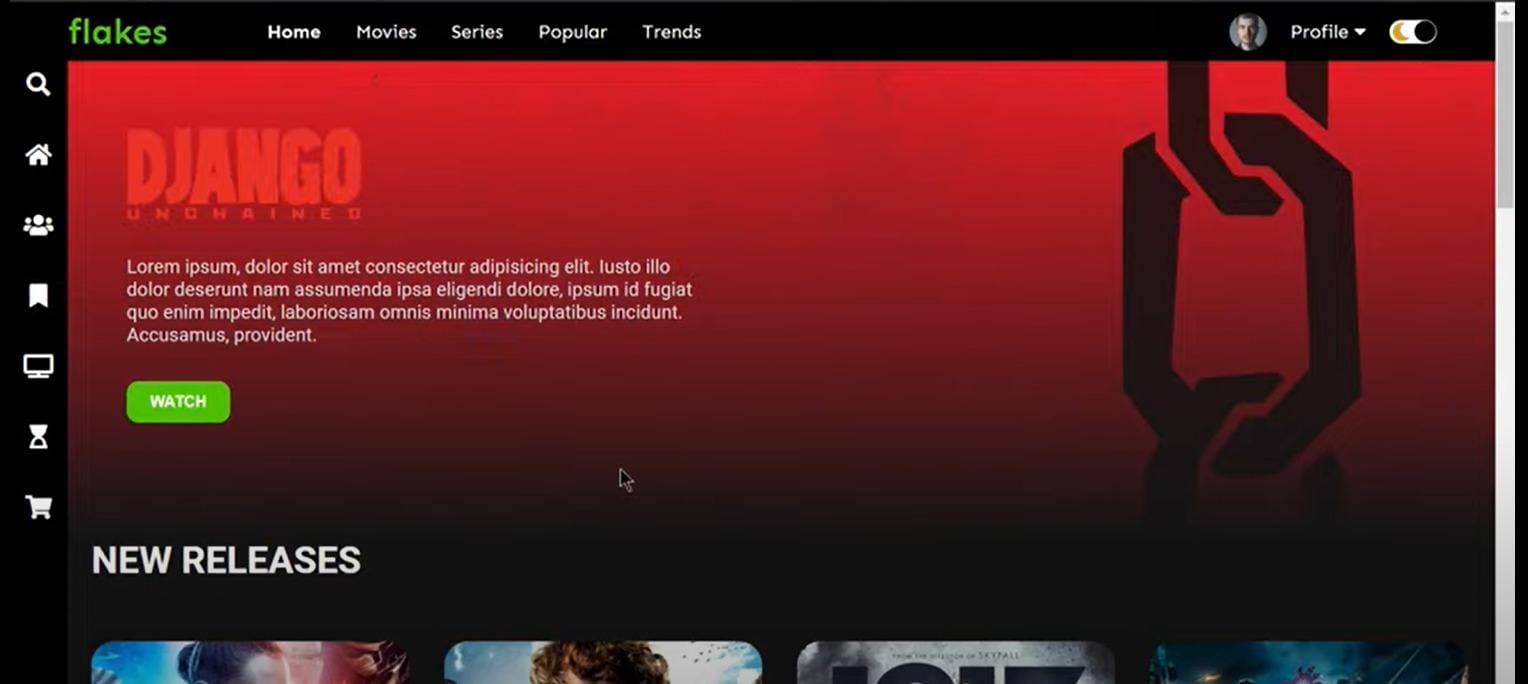 flakes
Home Movies Series Popular Trends
Profile
DJANGO
UNCHAINED
Lorem ipsum, dolor sit amet consectetur adipisicing elit. Iusto illo
dolor deserunt nam assumenda ipsa eligendi dolore, ipsum id fugiat
quo enim impedit, laboriosam omnis minima voluptatibus incidunt.
Accusamus, provident.
WATCH
NEW RELEASES
FROM THE DIRECTOR OF SKYFALL